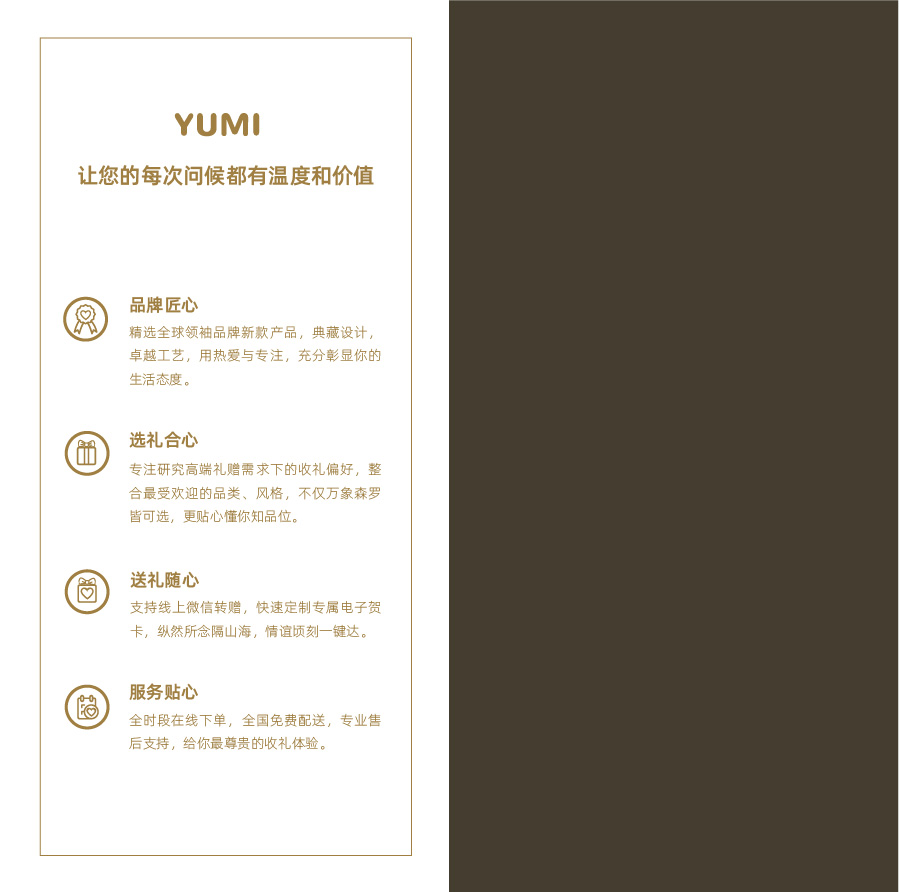 YUMI
让您的每次问候都有温度和价值
品牌匠心
精选全球领袖品牌新款产品，典藏设计，
卓越工艺，用热爱与专注，充分彰显你的
生活态度。
选礼合心
专注研究高端礼赠需求下的收礼偏好，整
合最受欢迎的品类、风格，不仅万象森罗
皆可选，更贴心懂你知品位。
送礼随心
支持线上微信转赠，快速定制专属电子贺
卡，纵然所念隔山海，情谊顷刻一键达。
服务贴心
全时段在线下单，全国免费配送，专业售
后支持，给你最尊贵的收礼体验。